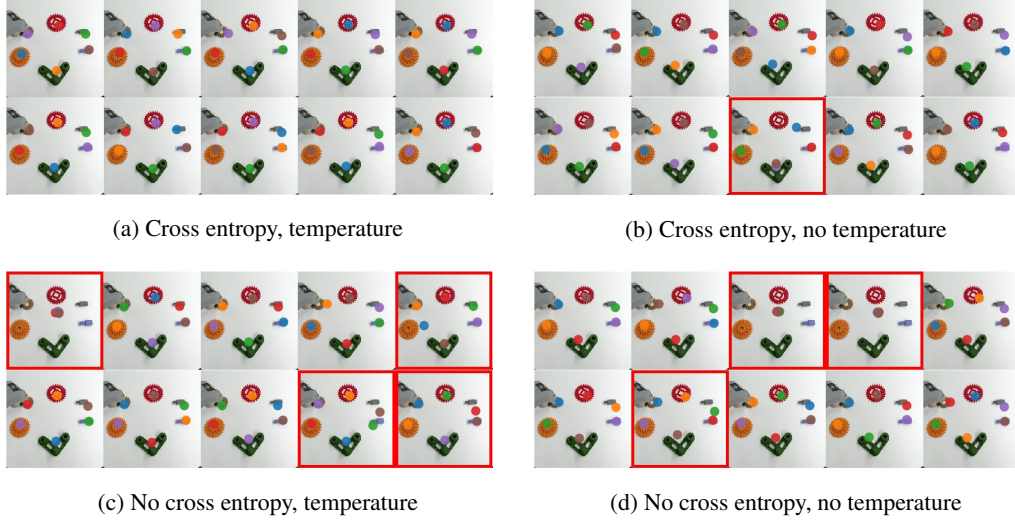 (a) Cross entropy, temperature
(b) Cross entropy, no temperature
(c) No cross entropy, temperature
(d) No cross entropy, no temperature